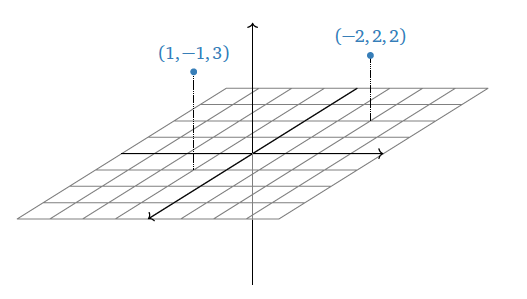 (−2, 2, 2)
(1, −1, 3)